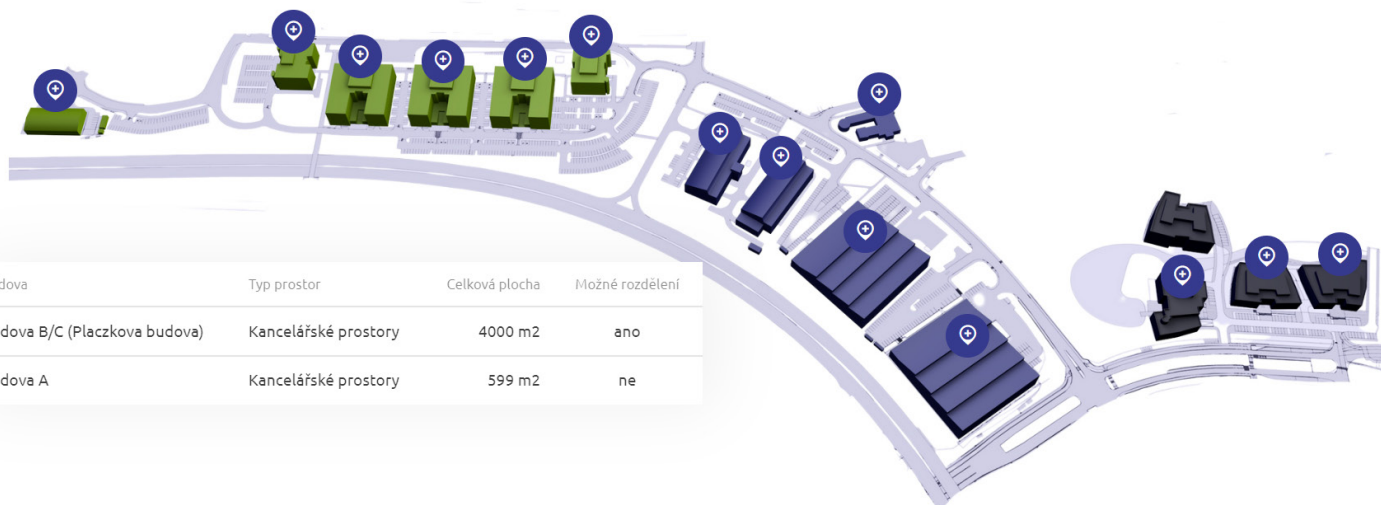 dova Typ prostor Celková plocha Možné rozdělení
dova B/C (Placzkova budova) Kancelářské prostory 4000 m2 ano
dova A Kancelářské prostory 599 m2 ne